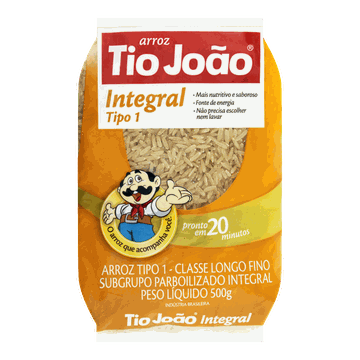 arroz
Tio João®
Integral
Tipo 1
• Mais nutritivo e saboroso
• Fonte de energia
• Não precisa escolher
nem lavar
O arroz que acompanha você.
pronto
em 20
minutos
ARROZ TIPO 1 - CLASSE LONGO FINO
SUBGRUPO PARBOILIZADO INTEGRAL
PESO LÍQUIDO 500g
INDÚSTRIA BRASILEIRA
Tio João Integral